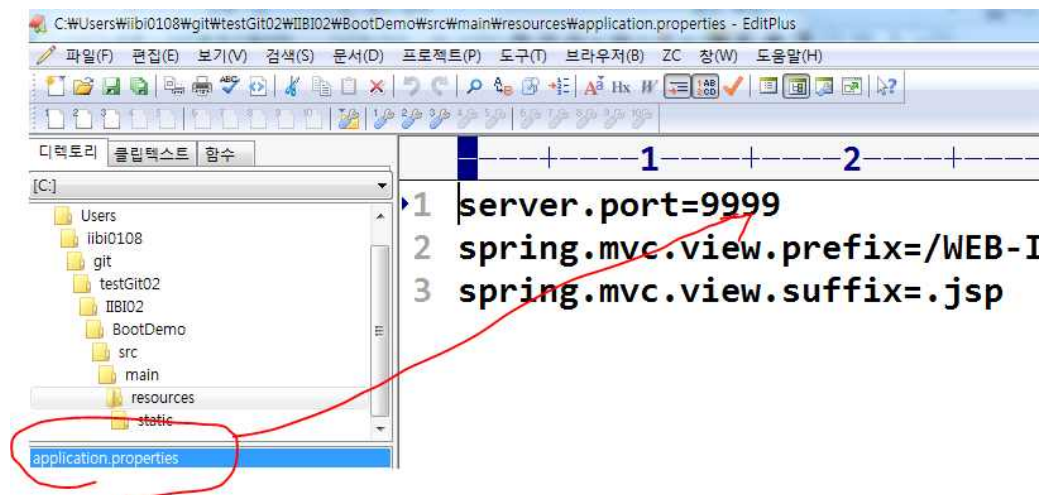 C:₩Users₩iibi0108₩git₩testGit02₩IIBI02₩BootDemo₩src₩main₩resources₩application.properties - EditPlus
파일(F) 편집(E) 보기(V) 검색(S) 문서(D) 프로젝트(P) 도구(T) 브라우저(B) ZC 창(W) 도움말(H)
디렉토리 클립텍스트 함수
[C:]
Users
iibi0108
git
testGit02
IIBI02
BootDemo
src
main
resources
static
application.properties
----+----1----+----2----+----
1 server.port=9999
2 spring.mvc.view.prefix=/WEB-I
3 spring.mvc.view.suffix=.jsp